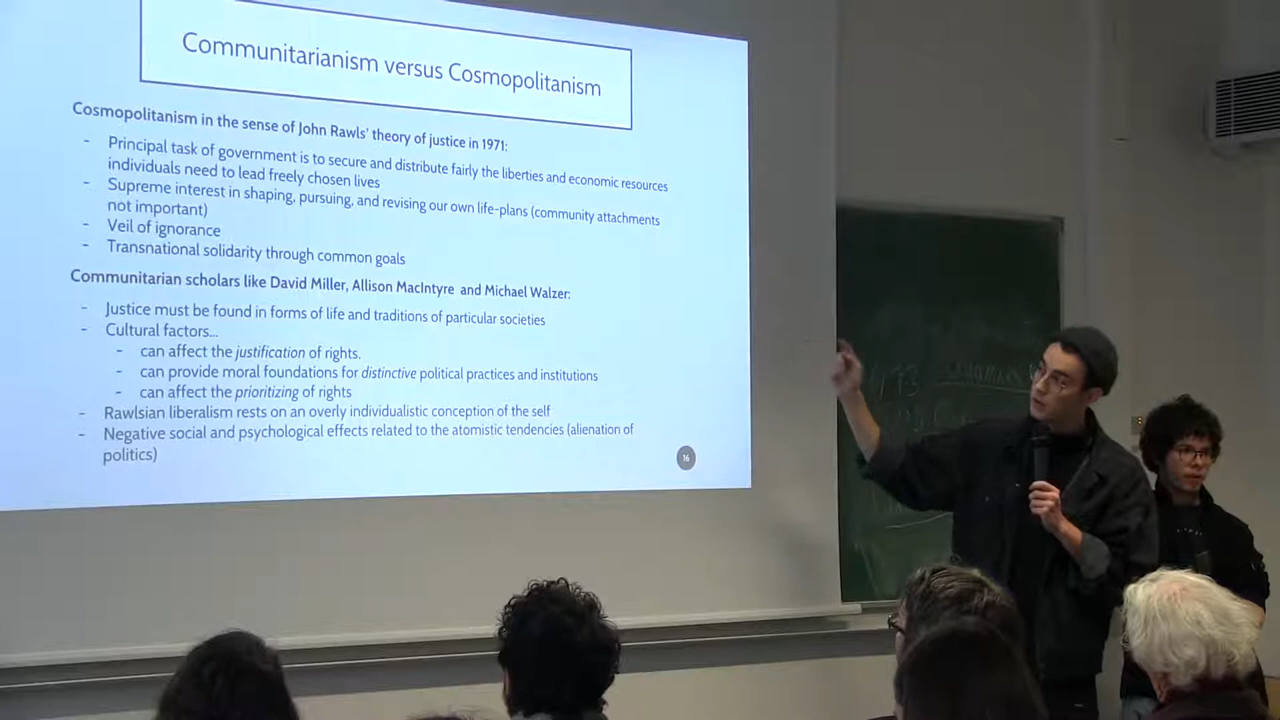 Communitarianism versus Cosmopolitanism
Cosmopolitanism in the sense of John Rawls' theory of justice in 1971:
- Principal task of government is to secure and distribute fairly the liberties and economic resources
individuals need to lead freely chosen lives
- Supreme interest in shaping, pursuing, and revising our own life-plans (community attachments
not important)
- Veil of ignorance
- Transnational solidarity through common goals
Communitarian scholars like David Miller, Allison MacIntyre and Michael Walzer:
- Justice must be found in forms of life and traditions of particular societies
- Cultural factors...
- can affect the justification of rights.
- can provide moral foundations for distinctive political practices and institutions
- can affect the prioritizing of rights
- Rawlsian liberalism rests on an overly individualistic conception of the self
- Negative social and psychological effects related to the atomistic tendencies (alienation of
politics)
16